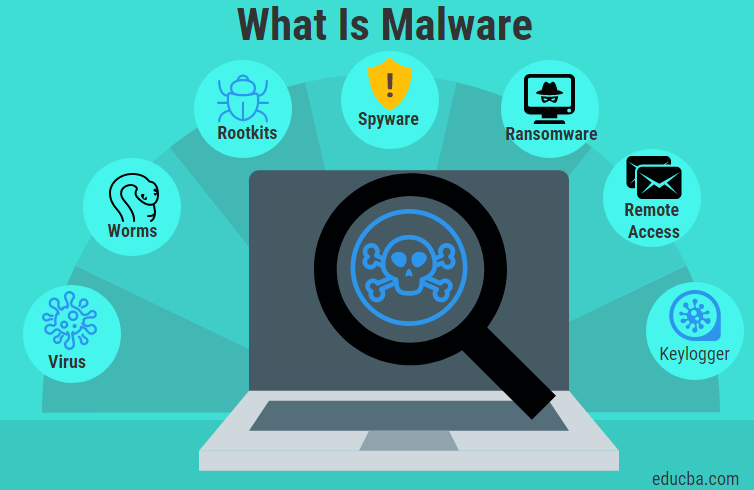 What Is Malware
Spyware
Rootkits
Ransomware
Worms
Remote
Access
Virus
Keylogger
educba.com